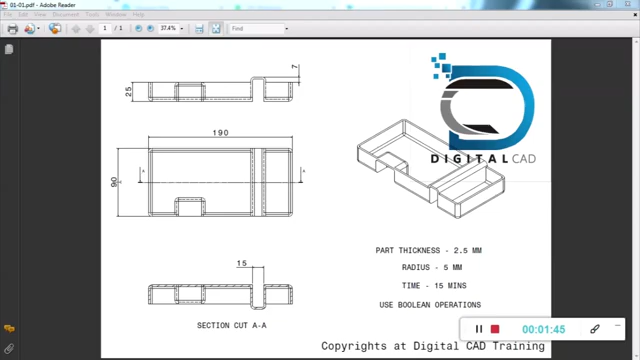 01-01.pdf - Adobe Reader
File Edit View Document Tools Window Help
1 / 1 37.4% Find
7
25
190
90
A A
15
DIGITALCAD
PART THICKNESS - 2.5 MM
RADIUS - 5 MM
TIME - 15 MINS
USE BOOLEAN OPERATIONS
SECTION CUT A-A
00:01:45
Copyrights at Digital CAD Training